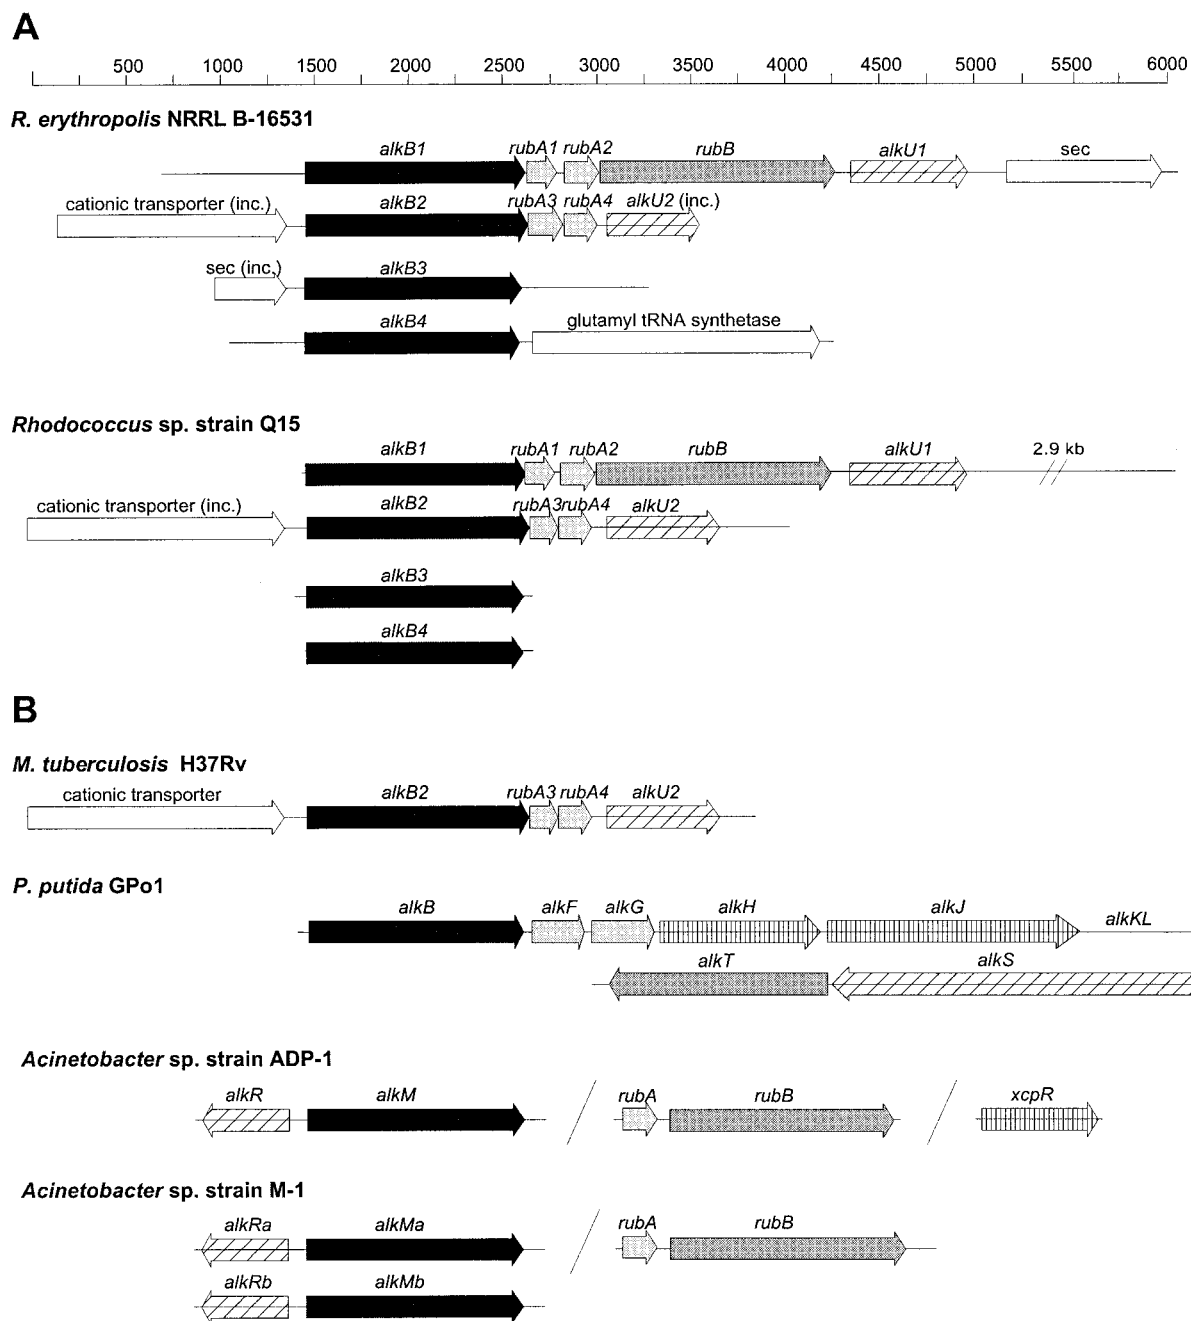 A
500 1000 1500 2000 2500 3000 3500 4000 4500 5000 5500 6000
R. erythropolis NRRL B-16531
alkB1 rubA1 rubA2 rubB alkU1 sec
cationic transporter (inc.) alkB2 rubA3 rubA4 alkU2 (inc.)
sec (inc.) alkB3
alkB4 glutamyl tRNA synthetase
Rhodococcus sp. strain Q15
alkB1 rubA1 rubA2 rubB alkU1 2.9 kb
cationic transporter (inc.) alkB2 rubA3 rubA4 alkU2
alkB3
alkB4
B
M. tuberculosis H37Rv
cationic transporter alkB2 rubA3 rubA4 alkU2
P. putida GPo1
alkB alkF alkG alkH alkJ alkKL
alkT alkS
Acinetobacter sp. strain ADP-1
alkR alkM rubA rubB xcpR
Acinetobacter sp. strain M-1
alkRa alkMa rubA rubB
alkRb alkMb